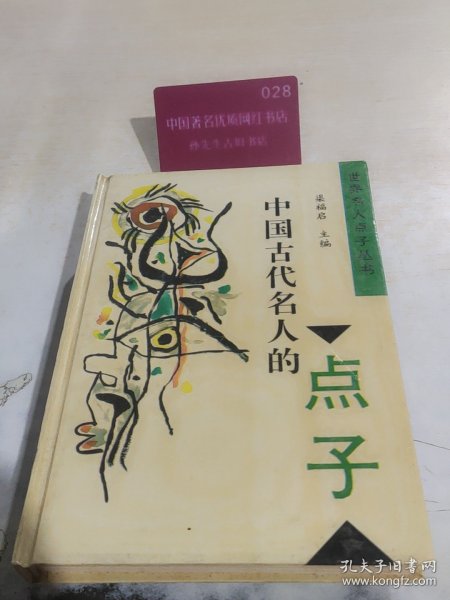 028
中国著名优质网红书店
孙先生古旧书店
世界名人点子丛书
梁福启 主编
中国古代名人的
点子
孔夫子旧书网
www.kongfz.com